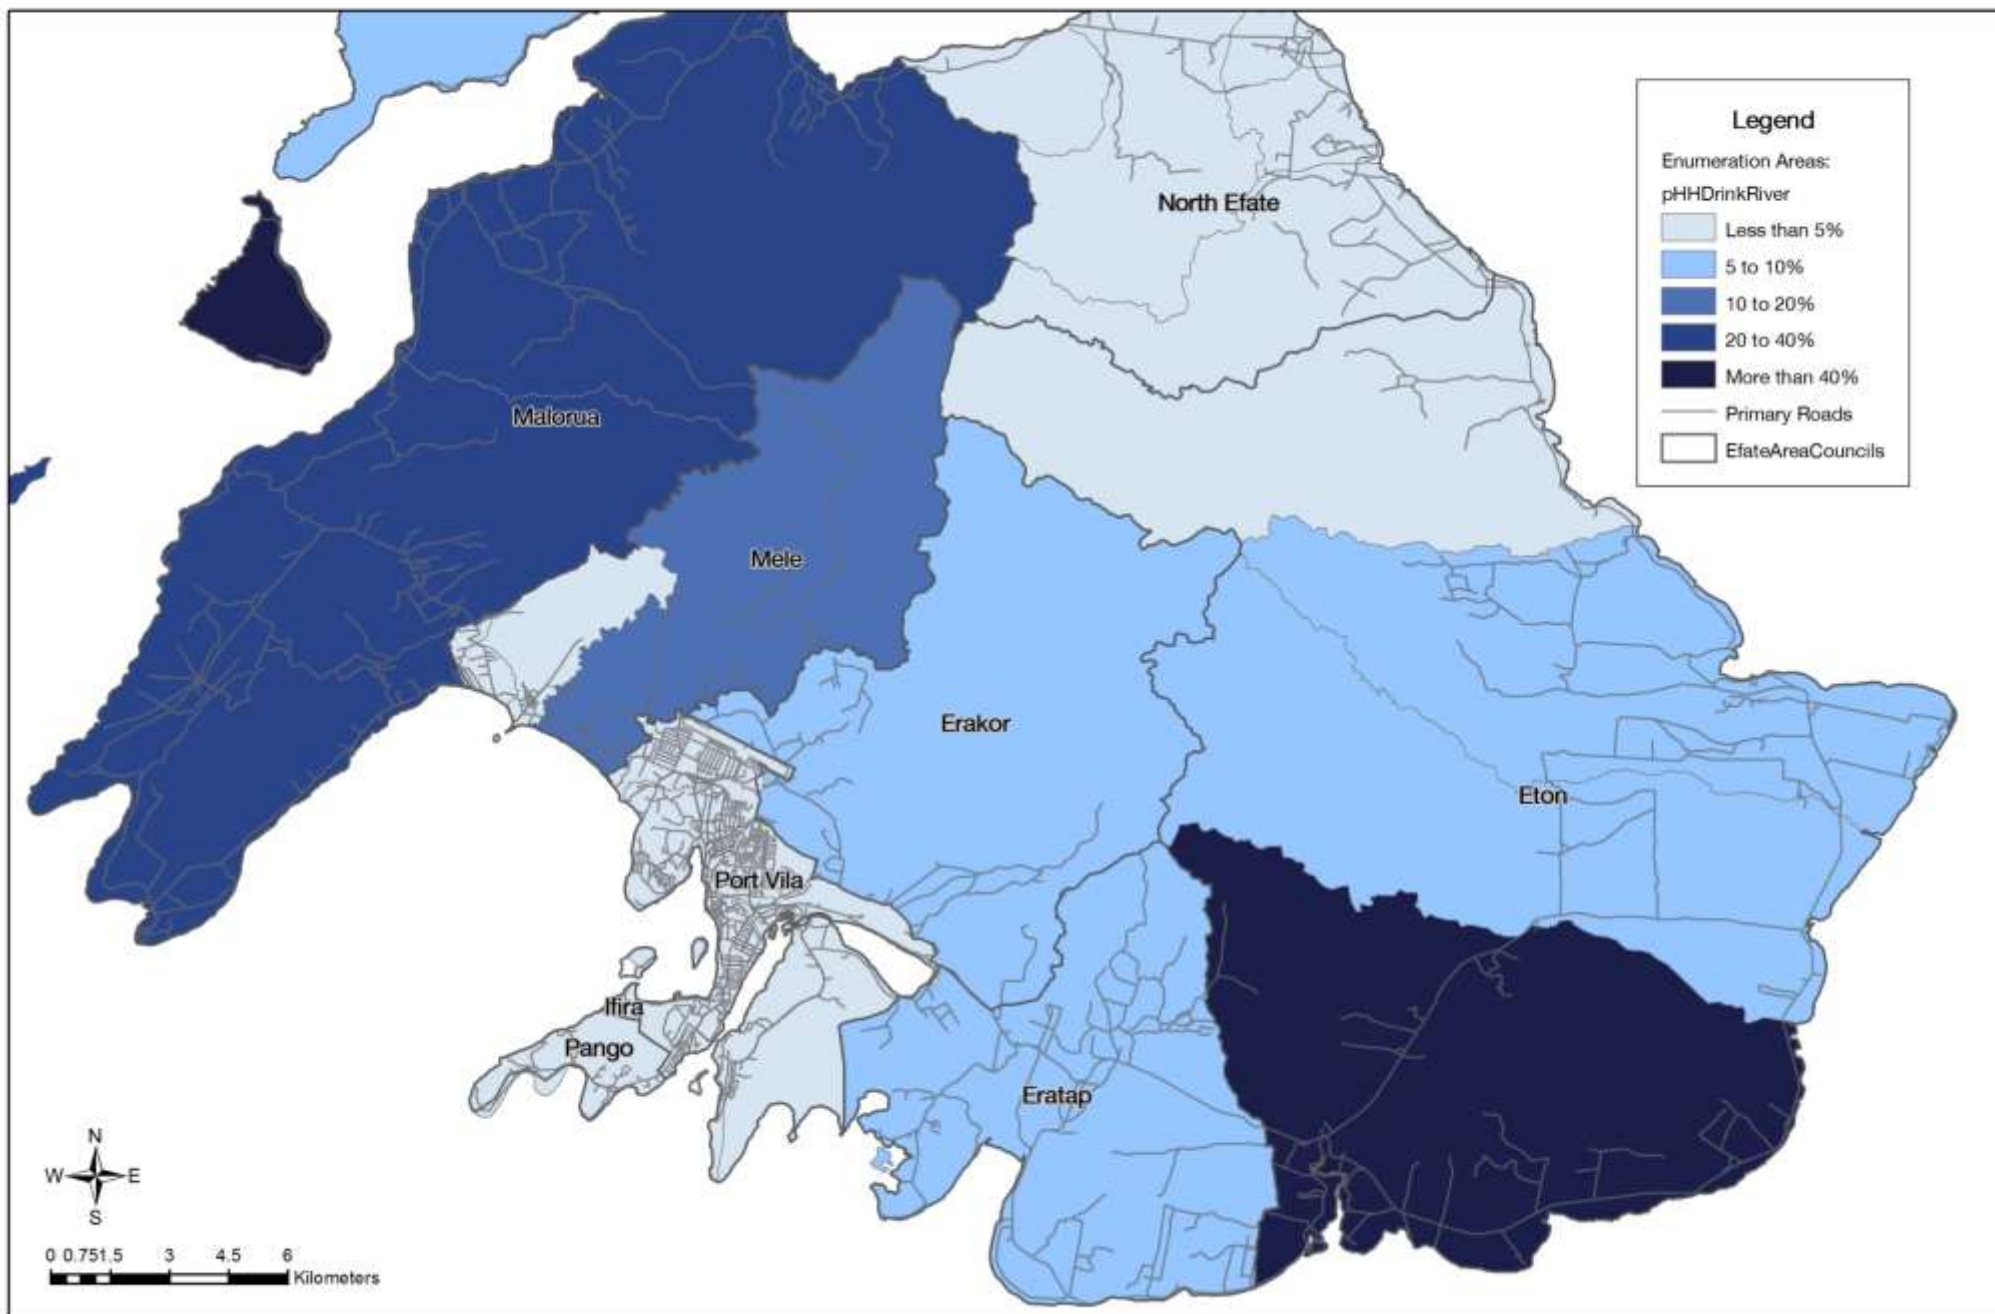 Legend
Enumeration Areas:
pHHDrinkRiver
Less than 5%
5 to 10%
10 to 20%
20 to 40%
More than 40%
Primary Roads
EfateAreaCouncils
North Efate
Malorua
Mele
Erakor
Eton
Port Vila
Ifira
Pango
Eratap
N
W E
S
0 0.751.5 3 4.5 6
Kilometers